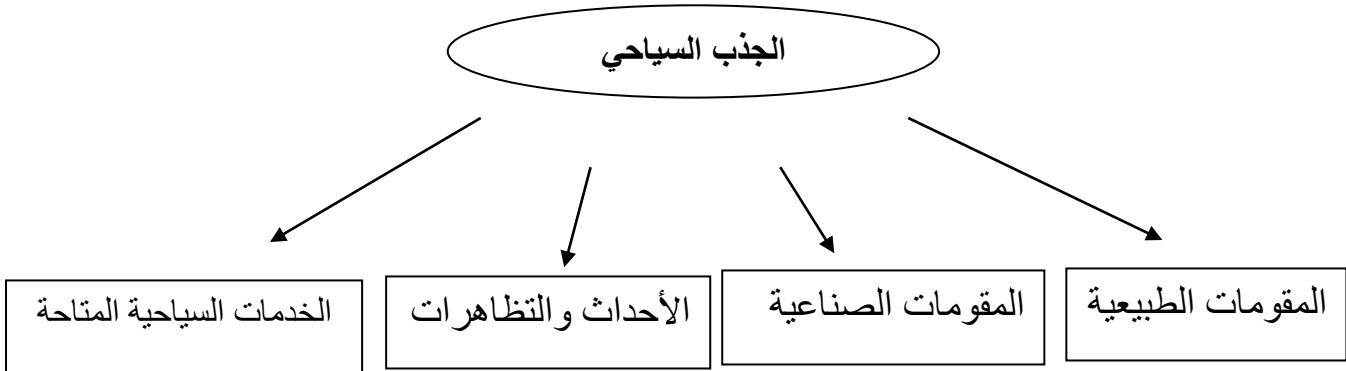 الجذب السياحي
المقومات الطبيعية
المقومات الصناعية
الأحداث والتظاهرات
الخدمات السياحية المتاحة